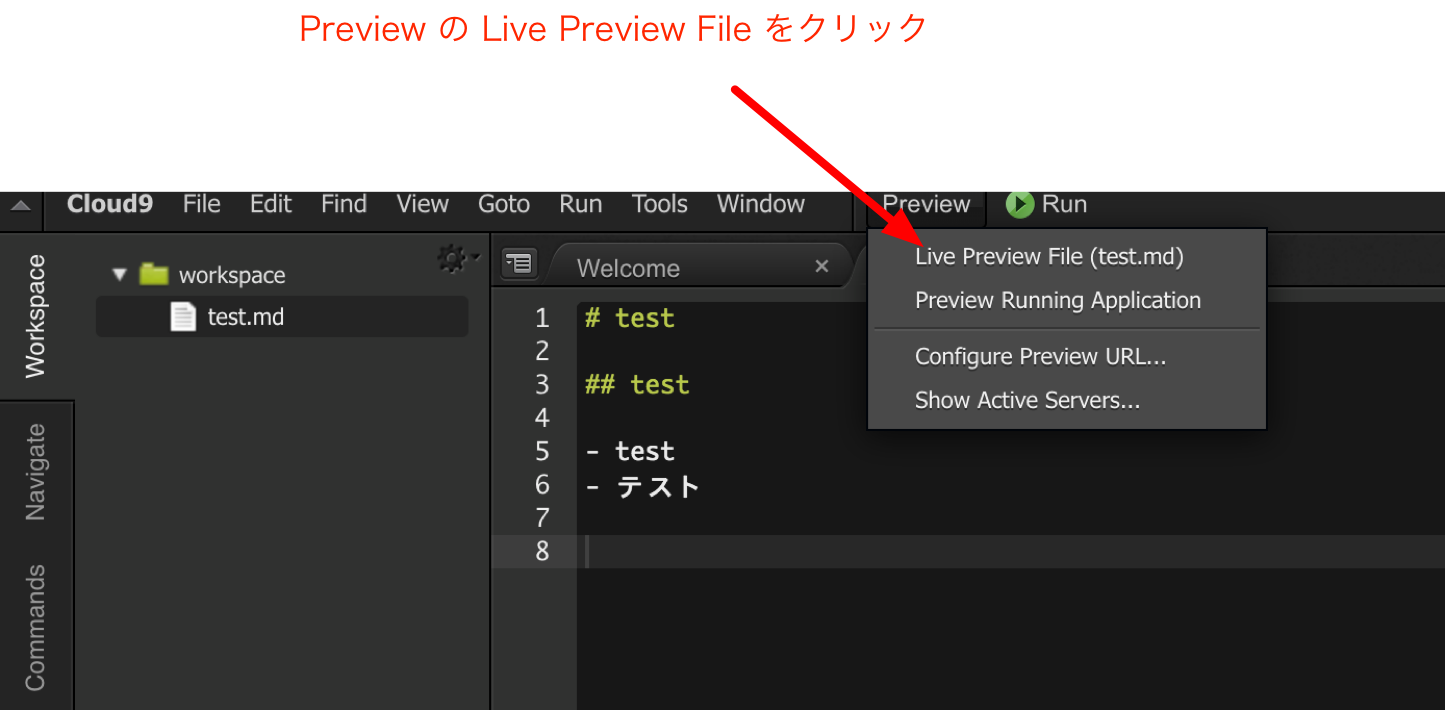 Preview の Live Preview File をクリック
Cloud9 File Edit Find View Goto Run Tools Window Preview Run
Workspace
Navigate
Commands
workspace
test.md
Welcome
Live Preview File (test.md)
Preview Running Application
Configure Preview URL...
Show Active Servers...
1 # test
2
3 ## test
4
5 - test
6 - テスト
7
8